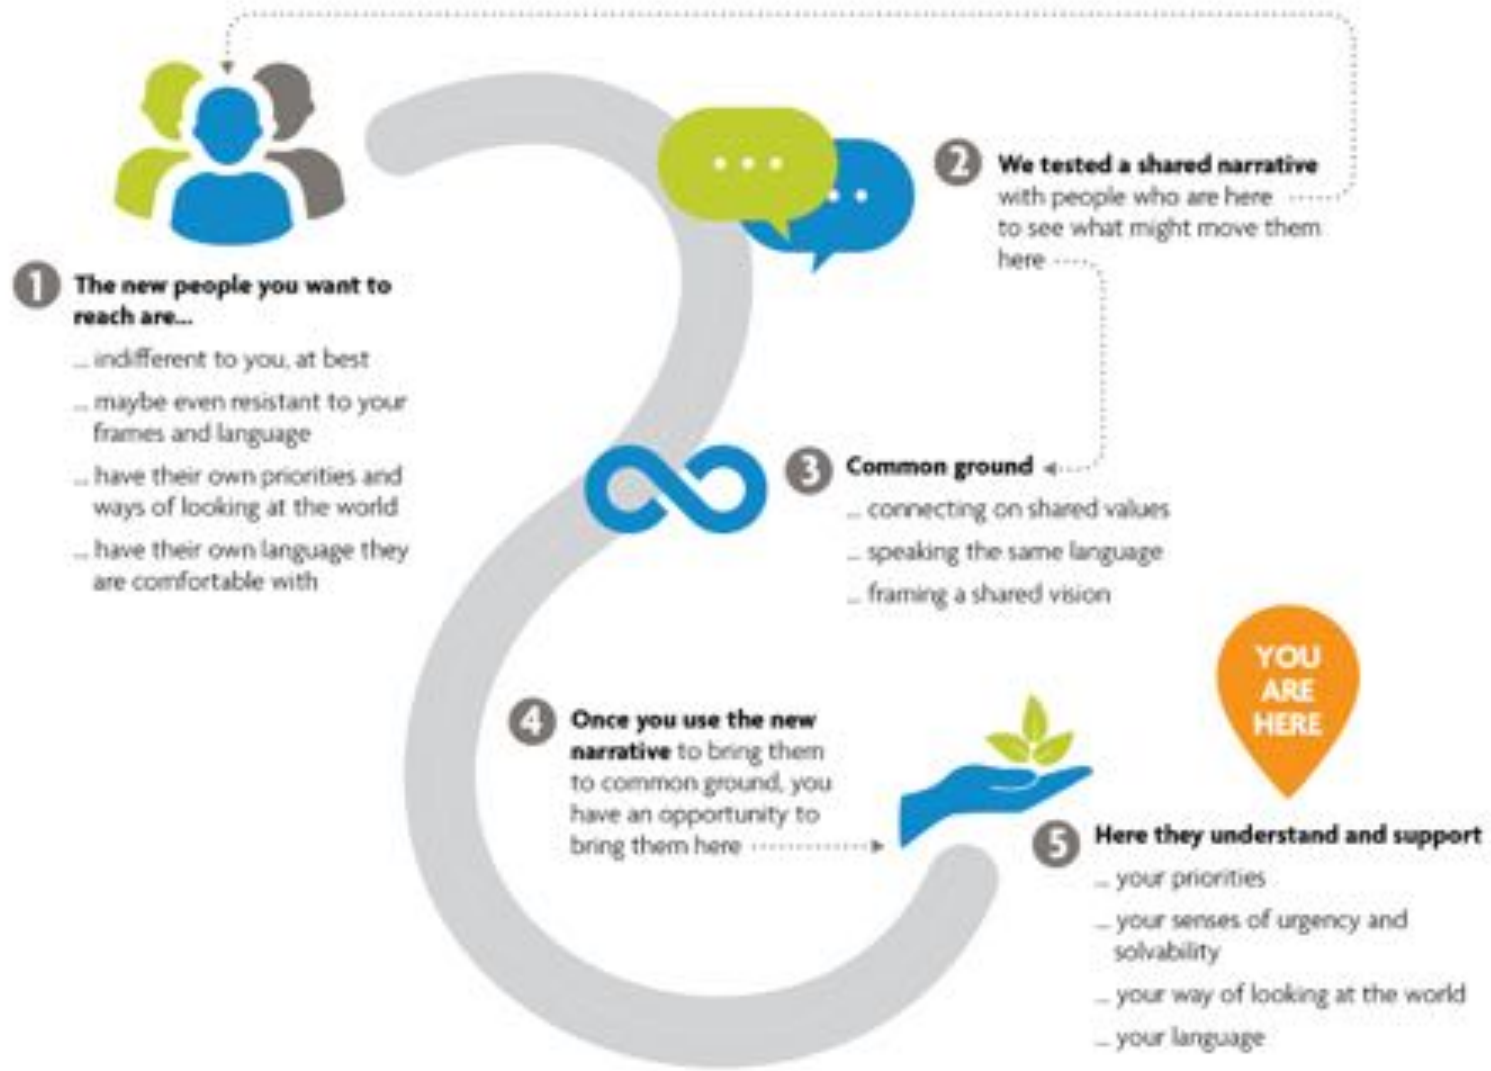 1 The new people you want to
reach are...
... indifferent to you, at best
... maybe even resistant to your
frames and language
... have their own priorities and
ways of looking at the world
... have their own language they
are comfortable with
2 We tested a shared narrative
with people who are here
to see what might move them
here
3 Common ground
... connecting on shared values
... speaking the same language
... framing a shared vision
4 Once you use the new
narrative to bring them
to common ground, you
have an opportunity to
bring them here
YOU
ARE
HERE
5 Here they understand and support
... your priorities
... your senses of urgency and
solvability
... your way of looking at the world
... your language